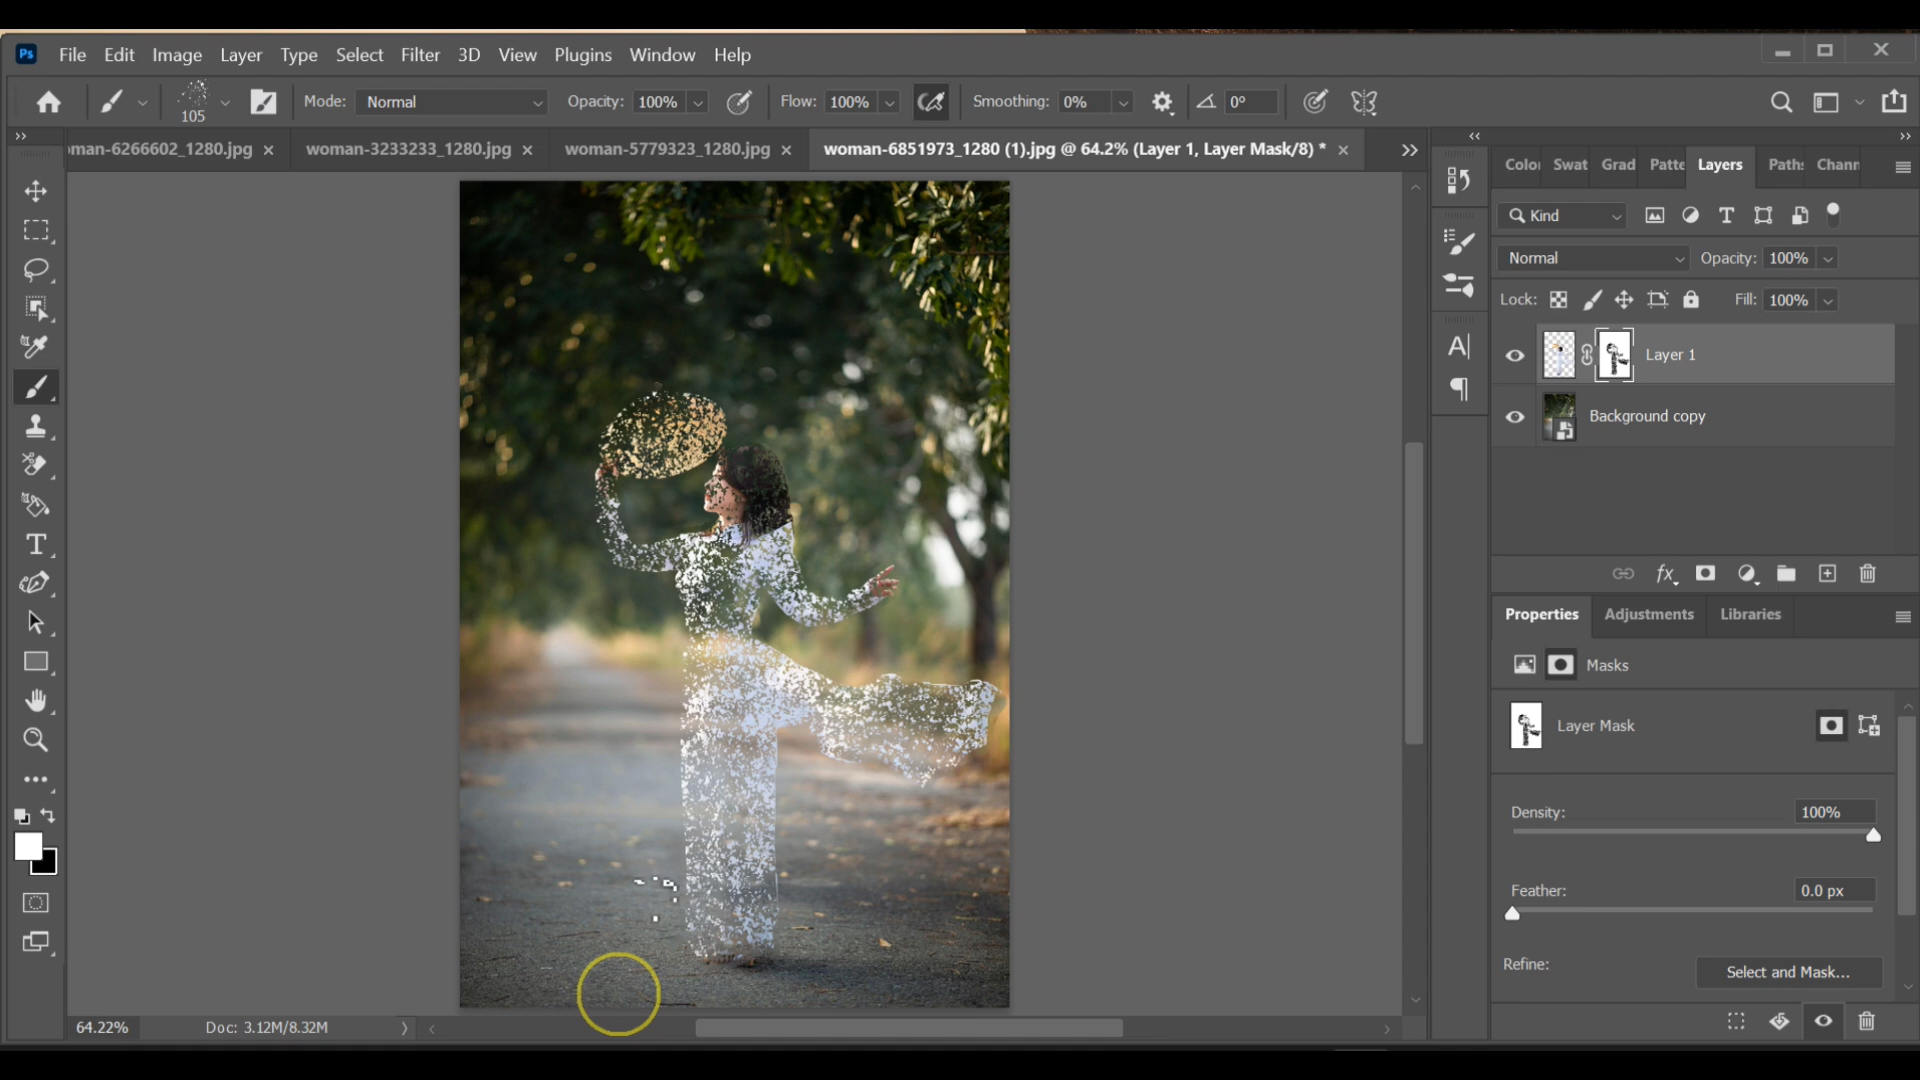 Ps File Edit Image Layer Type Select Filter 3D View Plugins Window Help
105 Mode: Normal Opacity: 100% Flow: 100% Smoothing: 0% 0°
man-6266602_1280.jpg × woman-3233233_1280.jpg × woman-5779323_1280.jpg × woman-6851973_1280 (1).jpg @ 64.2% (Layer 1, Layer Mask/8) * ×
Color Swat Grad Patte Layers Paths Chann
Kind
Normal Opacity: 100%
Lock: Fill: 100%
Layer 1
Background copy
fx
Properties Adjustments Libraries
Masks
Layer Mask
Density: 100%
Feather: 0.0 px
Refine: Select and Mask...
64.22% Doc: 3.12M/8.32M